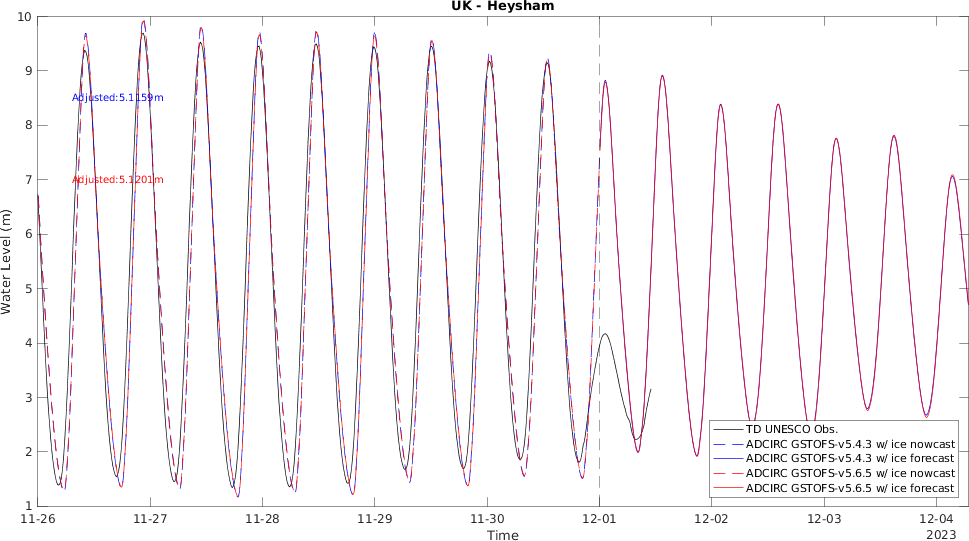 UK - Heysham
10
9
8
7
6
5
4
3
2
1
Water Level (m)
Adjusted:5.1159m
Adjusted:5.1201m
TD UNESCO Obs.
ADCIRC GSTOFS-v5.4.3 w/ ice nowcast
ADCIRC GSTOFS-v5.4.3 w/ ice forecast
ADCIRC GSTOFS-v5.6.5 w/ ice nowcast
ADCIRC GSTOFS-v5.6.5 w/ ice forecast
11-26 11-27 11-28 11-29 11-30 12-01 12-02 12-03 12-04
Time
2023